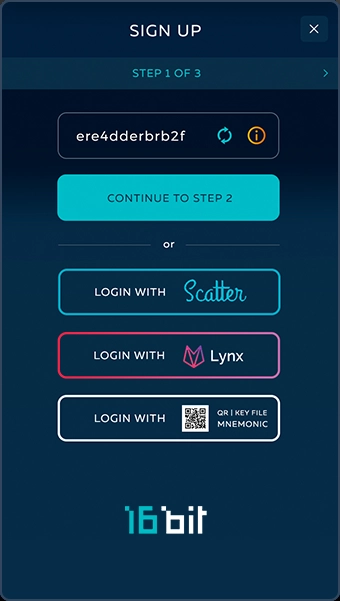 SIGN UP
STEP 1 OF 3
ere4dderbrb2f
CONTINUE TO STEP 2
or
LOGIN WITH Scatter
LOGIN WITH Lynx
LOGIN WITH QR | KEY FILE
MNEMONIC
16bit